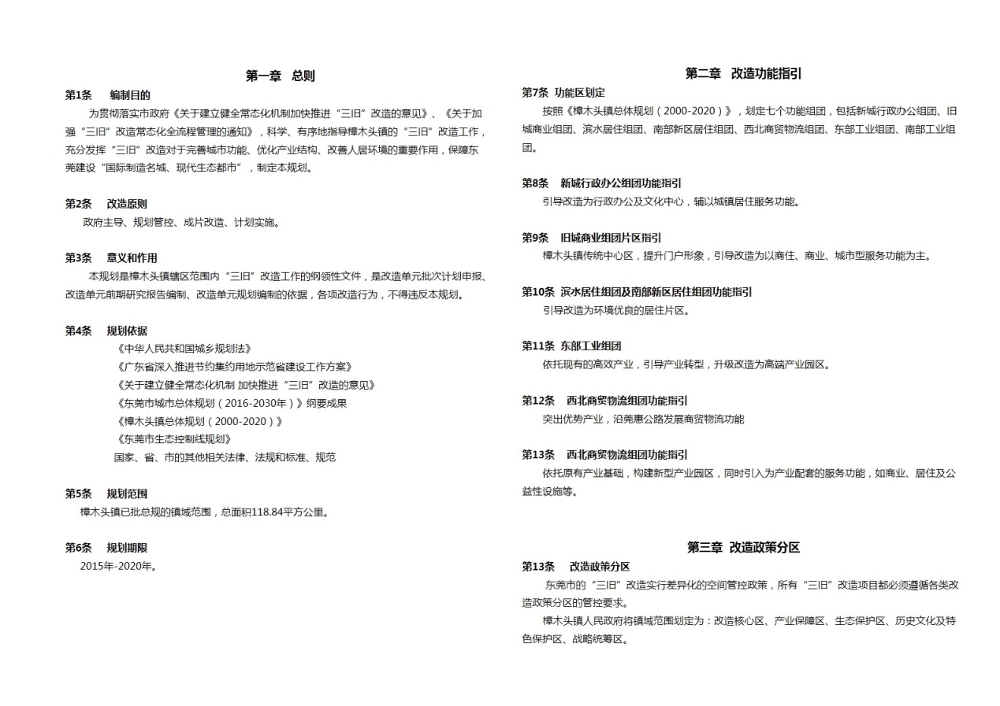 第一章 总则
第1条 编制目的
为贯彻落实市政府《关于建立健全常态化机制加快推进“三旧”改造的意见》、《关于加
强“三旧”改造常态化全流程管理的通知》，科学、有序地指导樟木头镇的“三旧”改造工作，
充分发挥“三旧”改造对于完善城市功能、优化产业结构、改善人居环境的重要作用，保障东
莞建设“国际制造名城、现代生态都市”，制定本规划。
第2条 改造原则
政府主导、规划管控、成片改造、计划实施。
第3条 意义和作用
本规划是樟木头镇辖区范围内“三旧”改造工作的纲领性文件，是改造单元批次计划申报、
改造单元前期研究报告编制、改造单元规划编制的依据，各项改造行为，不得违反本规划。
第4条 规划依据
《中华人民共和国城乡规划法》
《广东省深入推进节约集约用地示范省建设工作方案》
《关于建立健全常态化机制 加快推进“三旧”改造的意见》
《东莞市城市总体规划（2016-2030年）》纲要成果
《樟木头镇总体规划（2000-2020）》
《东莞市生态控制线规划》
国家、省、市的其他相关法律、法规和标准、规范
第5条 规划范围
樟木头镇已批总规的镇域范围，总面积118.84平方公里。
第6条 规划期限
2015年-2020年。
第二章 改造功能指引
第7条 功能区划定
按照《樟木头镇总体规划（2000-2020）》，划定七个功能组团，包括新城行政办公组团、旧
城商业组团、滨水居住组团、南部新区居住组团、西北商贸物流组团、东部工业组团、南部工业组
团。
第8条 新城行政办公组团功能指引
引导改造为行政办公及文化中心，辅以城镇居住服务功能。
第9条 旧城商业组团片区指引
樟木头镇传统中心区，提升门户形象，引导改造为以商住、商业、城市型服务功能为主。
第10条 滨水居住组团及南部新区居住组团功能指引
引导改造为环境优良的居住片区。
第11条 东部工业组团
依托现有的高效产业，引导产业转型，升级改造为高端产业园区。
第12条 西北商贸物流组团功能指引
突出优势产业，沿莞惠公路发展商贸物流功能
第13条 西北商贸物流组团功能指引
依托原有产业基础，构建新型产业园区，同时引入为产业配套的服务功能，如商业、居住及公
益性设施等。
第三章 改造政策分区
第13条 改造政策分区
东莞市的“三旧”改造实行差异化的空间管控政策，所有“三旧”改造项目都必须遵循各类改
造政策分区的管控要求。
樟木头镇人民政府将镇域范围划定为：改造核心区、产业保障区、生态保护区、历史文化及特
色保护区、战略统筹区。